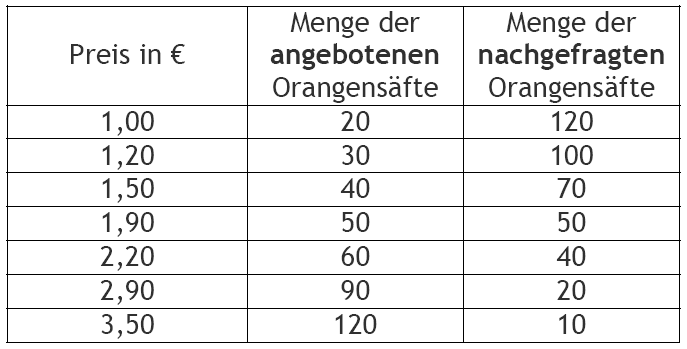 Preis in € Menge der angebotenen Orangensäfte Menge der nachgefragten Orangensäfte
1,00 20 120
1,20 30 100
1,50 40 70
1,90 50 50
2,20 60 40
2,90 90 20
3,50 120 10